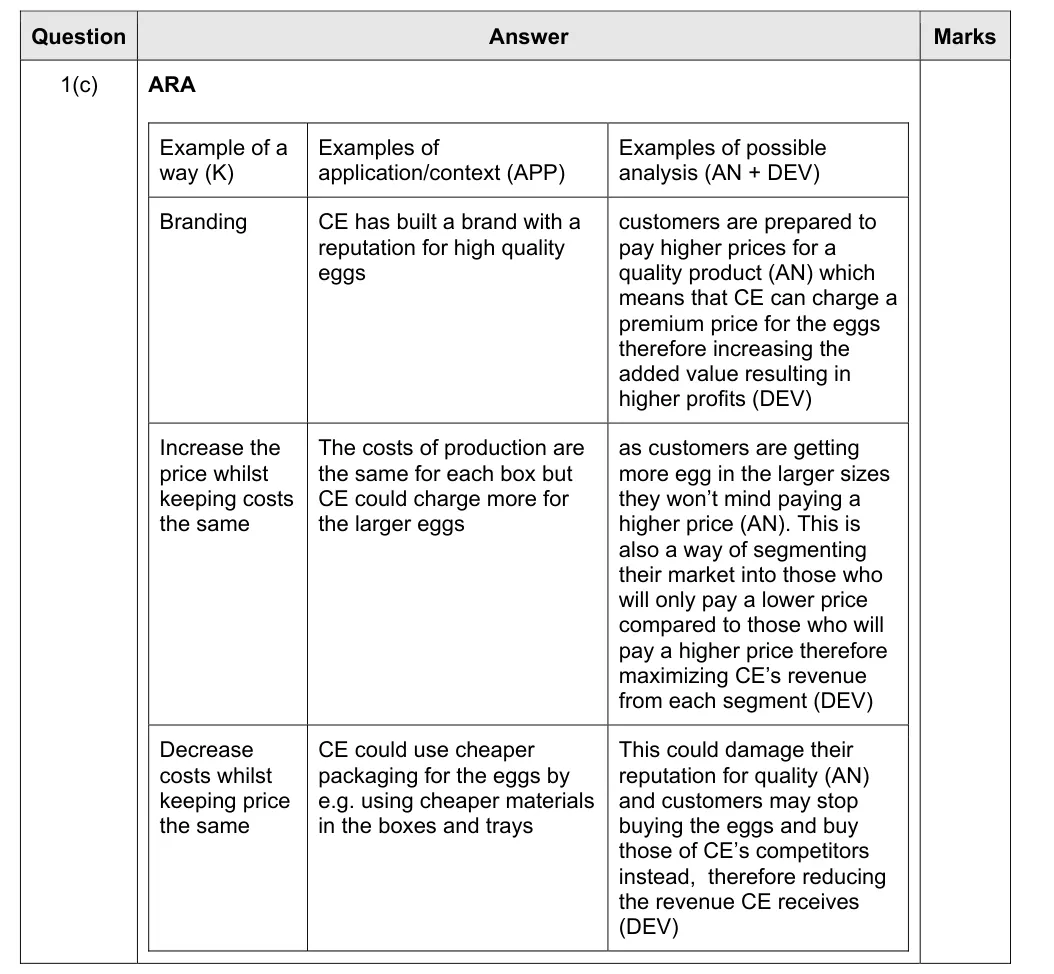 Question Answer Marks
1(c) ARA
Example of a
way (K)
Examples of
application/context (APP)
Examples of possible
analysis (AN + DEV)
Branding
CE has built a brand with a
reputation for high quality
eggs
customers are prepared to
pay higher prices for a
quality product (AN) which
means that CE can charge a
premium price for the eggs
therefore increasing the
added value resulting in
higher profits (DEV)
Increase the
price whilst
keeping costs
the same
The costs of production are
the same for each box but
CE could charge more for
the larger eggs
as customers are getting
more egg in the larger sizes
they won’t mind paying a
higher price (AN). This is
also a way of segmenting
their market into those who
will only pay a lower price
compared to those who will
pay a higher price therefore
maximizing CE’s revenue
from each segment (DEV)
Decrease
costs whilst
keeping price
the same
CE could use cheaper
packaging for the eggs by
e.g. using cheaper materials
in the boxes and trays
This could damage their
reputation for quality (AN)
and customers may stop
buying the eggs and buy
those of CE’s competitors
instead,  therefore reducing
the revenue CE receives
(DEV)